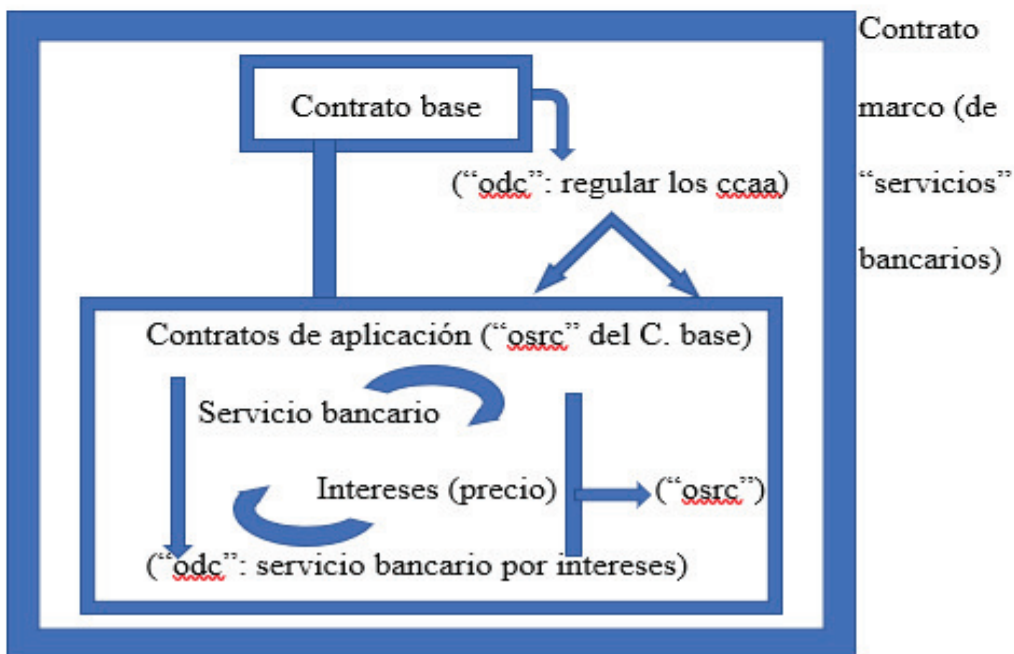 Contrato
marco (de
“servicios”
bancarios)
Contrato base
(“odc”: regular los ccaa)
Contratos de aplicación (“osrc” del C. base)
Servicio bancario
Intereses (precio)
(“osrc”)
(“odc”: servicio bancario por intereses)